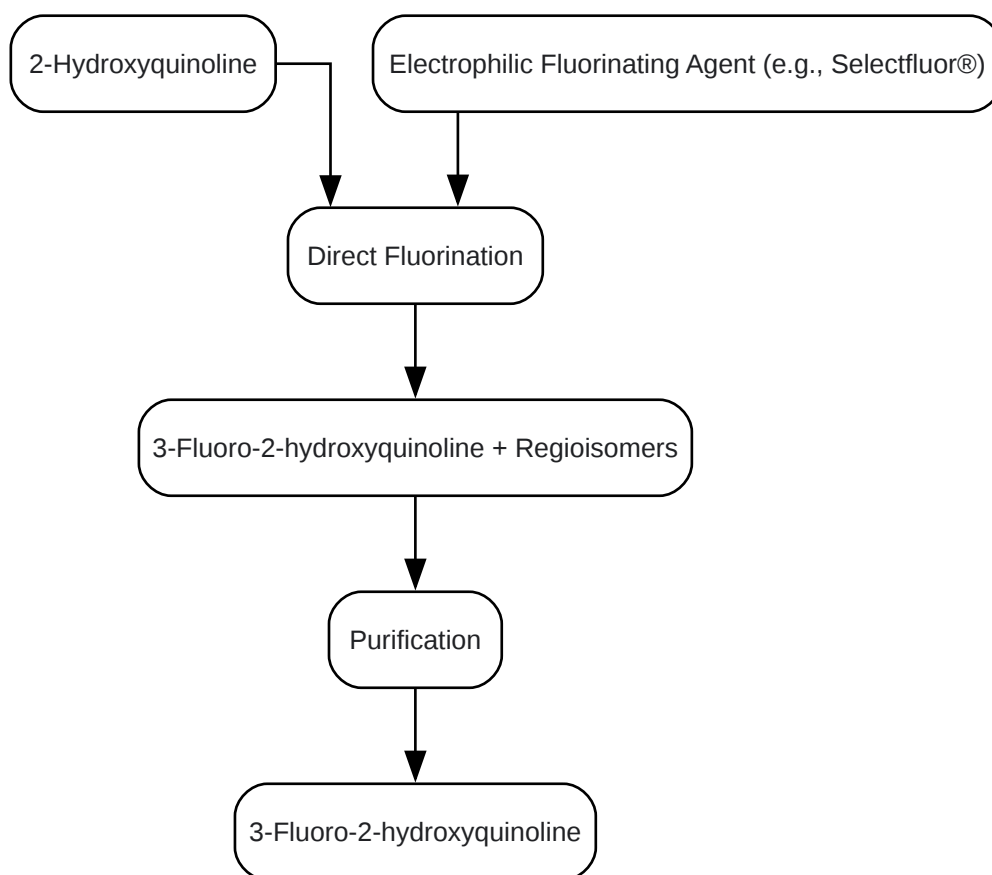 2-Hydroxyquinoline
Electrophilic Fluorinating Agent (e.g., Selectfluor®)
Direct Fluorination
3-Fluoro-2-hydroxyquinoline + Regioisomers
Purification
3-Fluoro-2-hydroxyquinoline